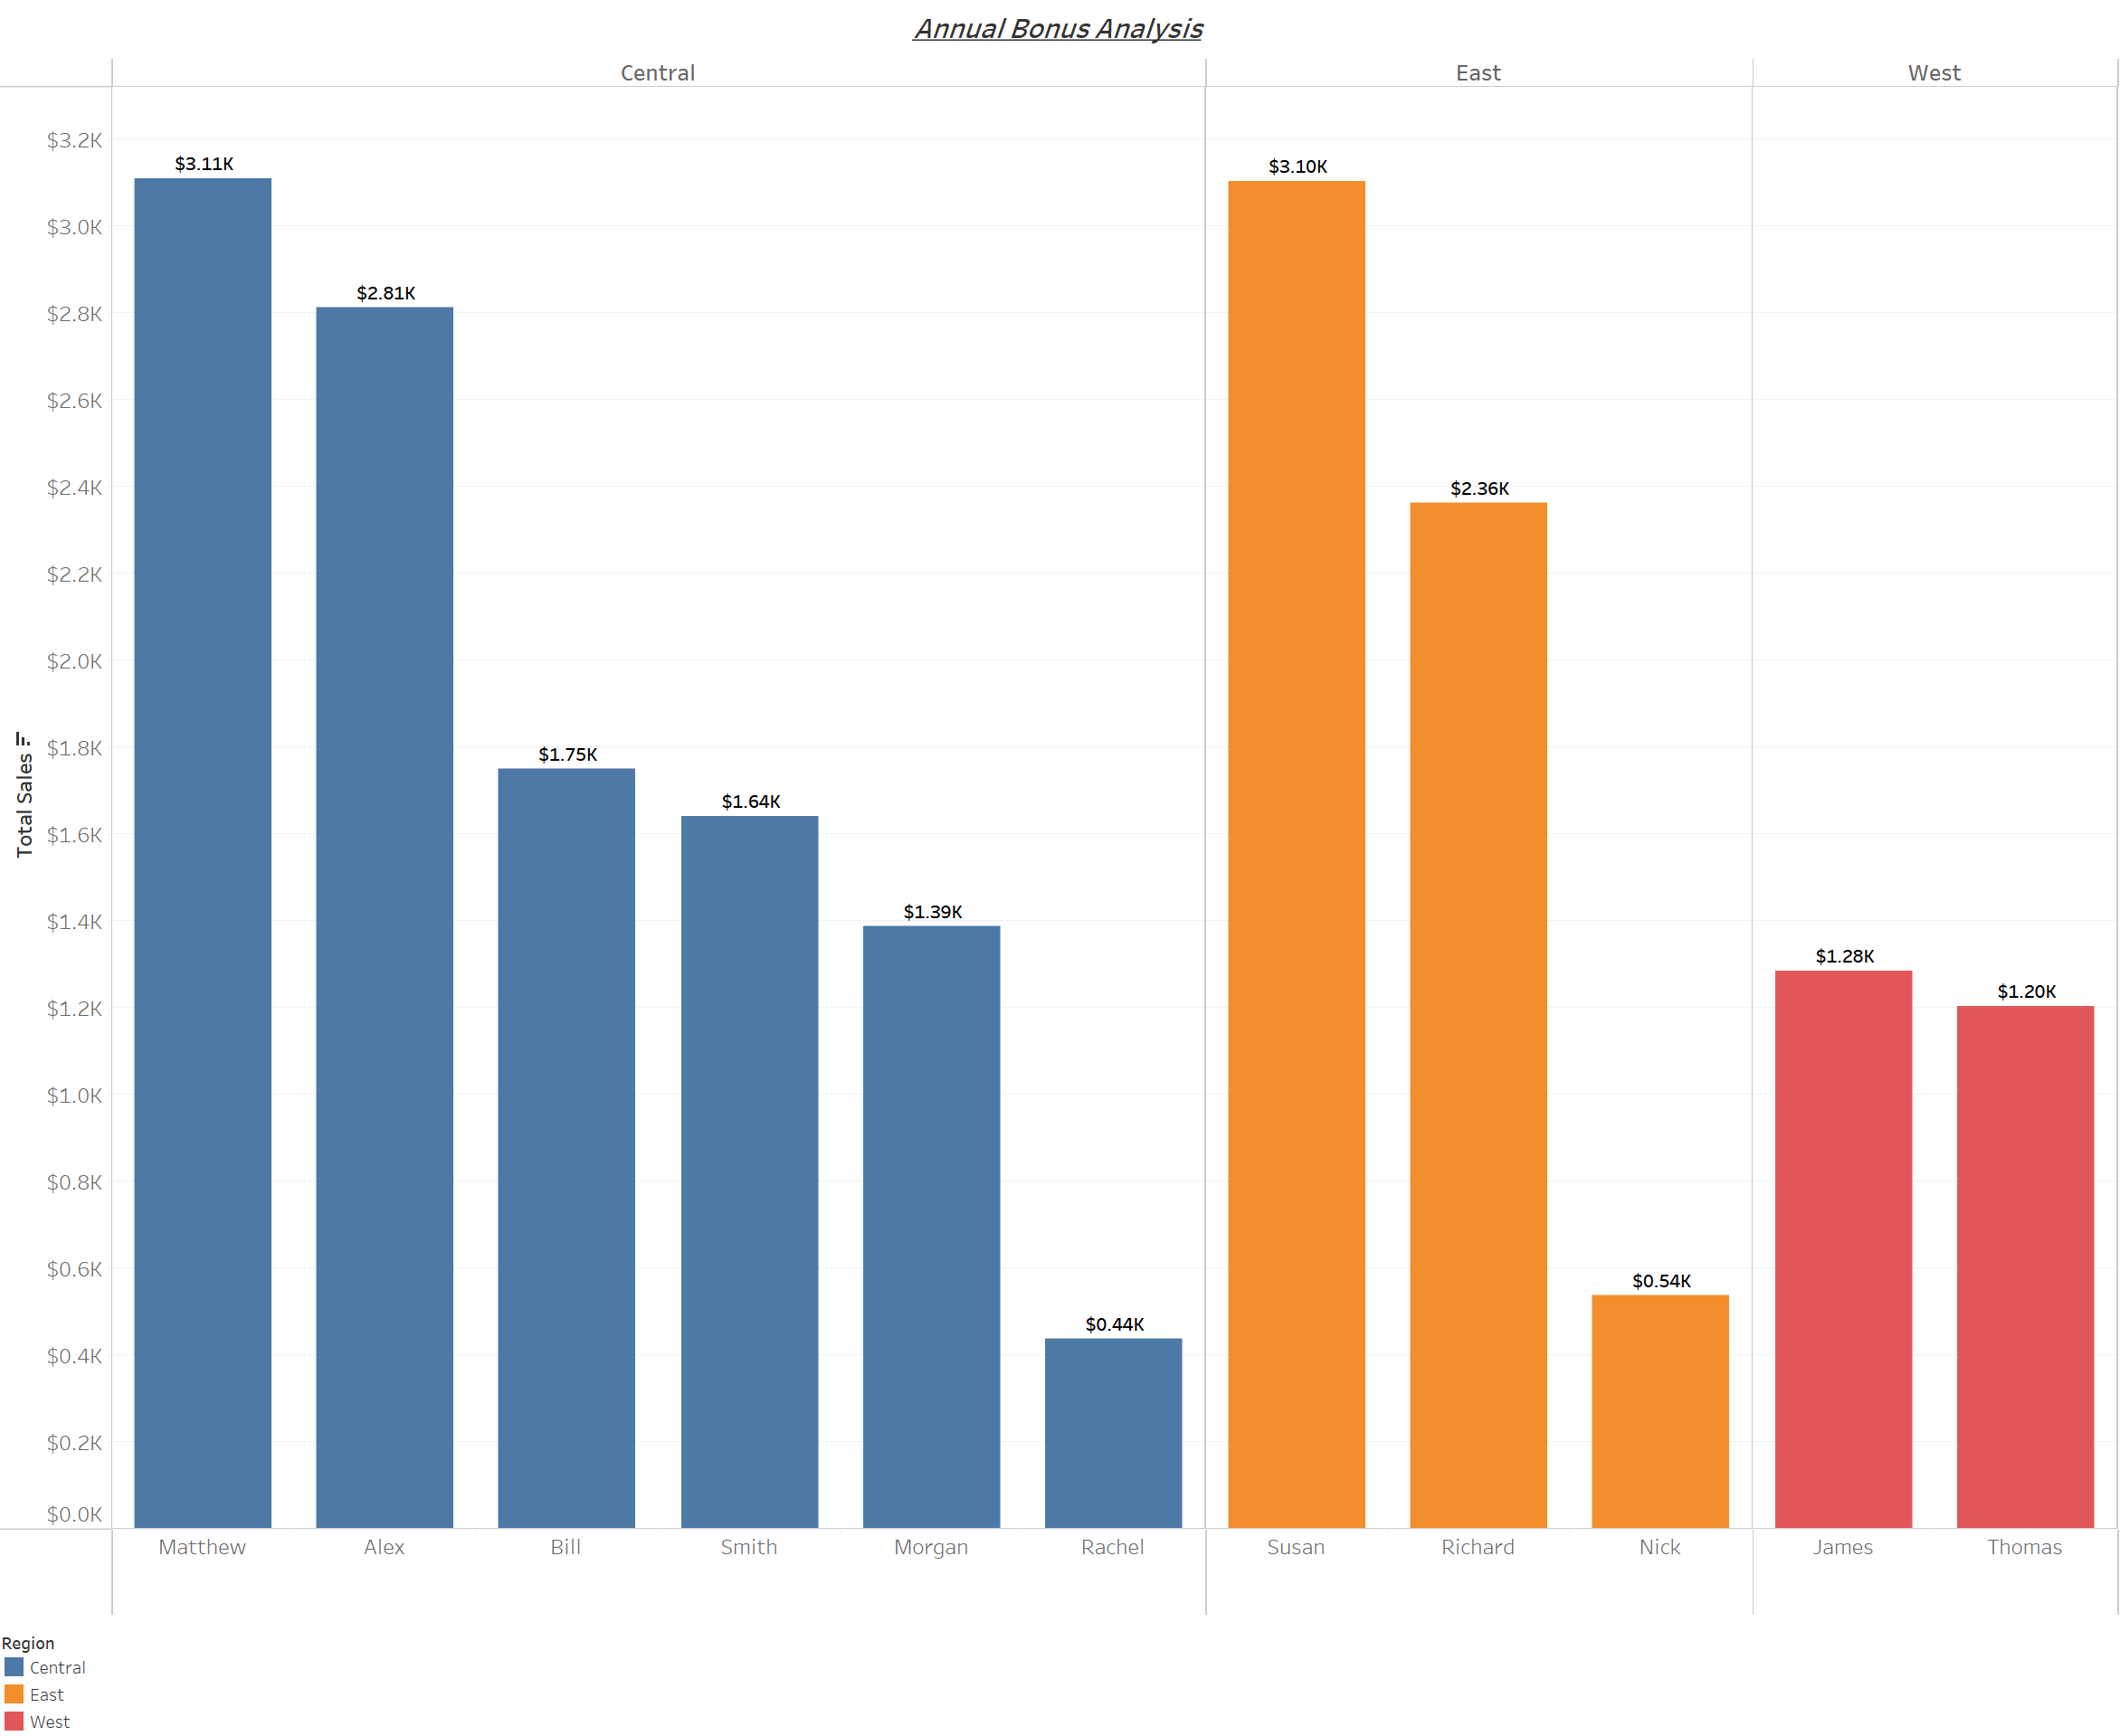 Annual Bonus Analysis
Central East West
$3.2K
$3.0K
$2.8K
$2.6K
$2.4K
$2.2K
$2.0K
$1.8K
$1.6K
$1.4K
$1.2K
$1.0K
$0.8K
$0.6K
$0.4K
$0.2K
$0.0K
Total Sales
$3.11K
$2.81K
$1.75K
$1.64K
$1.39K
$0.44K
$3.10K
$2.36K
$0.54K
$1.28K
$1.20K
Matthew Alex Bill Smith Morgan Rachel Susan Richard Nick James Thomas
Region
Central
East
West